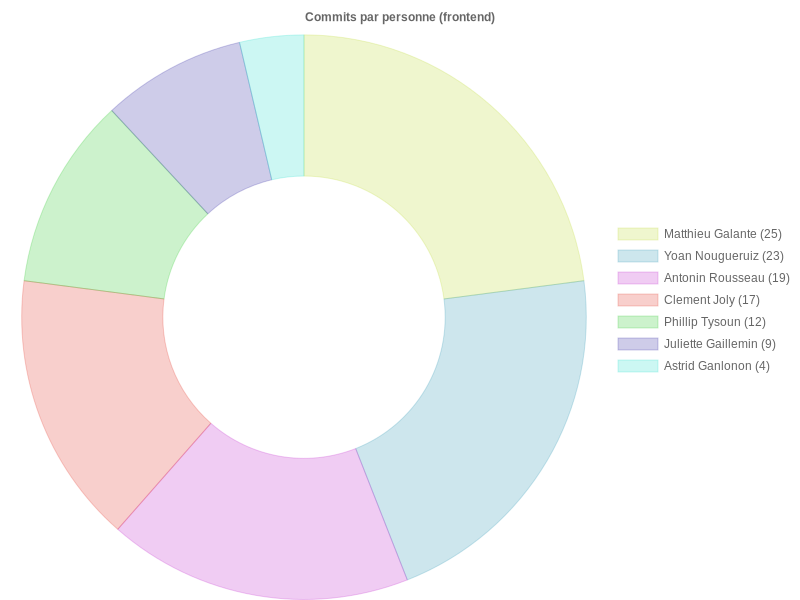 Commits par personne (frontend)
Matthieu Galante (25)
Yoan Nougueruiz (23)
Antonin Rousseau (19)
Clement Joly (17)
Phillip Tysoun (12)
Juliette Gaillemin (9)
Astrid Ganlonon (4)